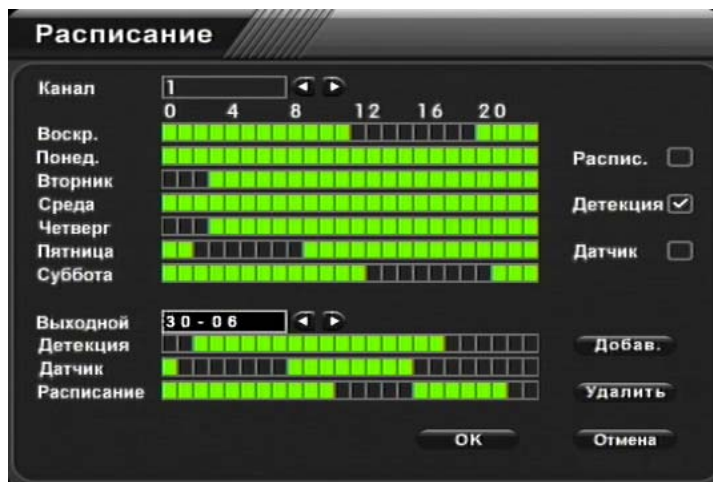 Расписание
Канал 1
0 4 8 12 16 20
Воскр.
Понед.
Распис.
Вторник
Среда
Детекция
Четверг
Пятница
Датчик
Суббота
Выходной 30-06
Детекция
Добав.
Датчик
Расписание
Удалить
OK
Отмена